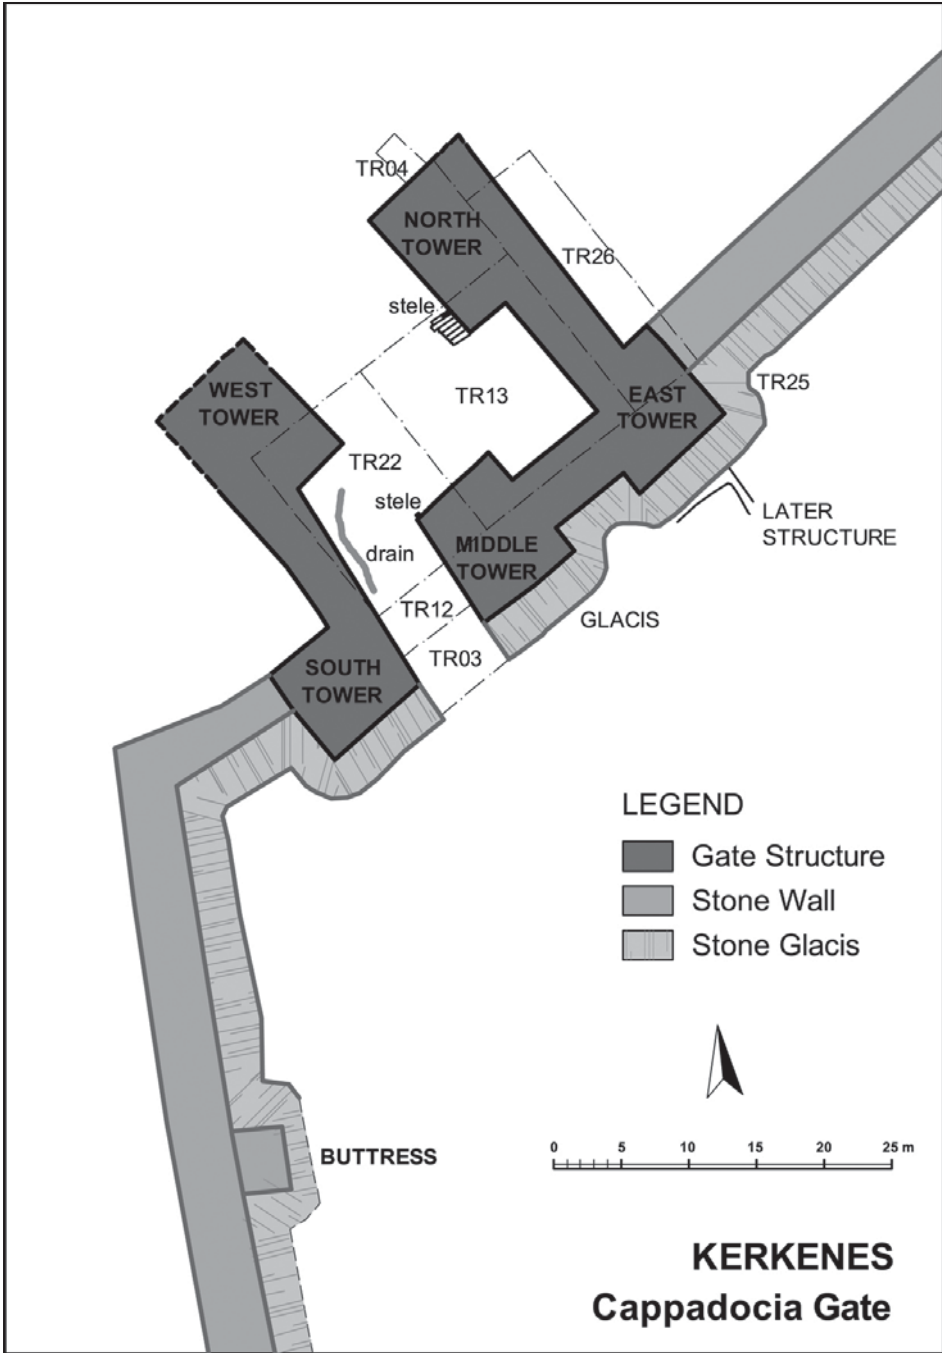 TR04
NORTH
TOWER
TR26
stele
TR25
WEST
TOWER
TR13
EAST
TOWER
TR22
stele
LATER
STRUCTURE
drain
MIDDLE
TOWER
TR12
GLACIS
TR03
SOUTH
TOWER
LEGEND
Gate Structure
Stone Wall
Stone Glacis
BUTTRESS
0 5 10 15 20 25 m
KERKENES
Cappadocia Gate